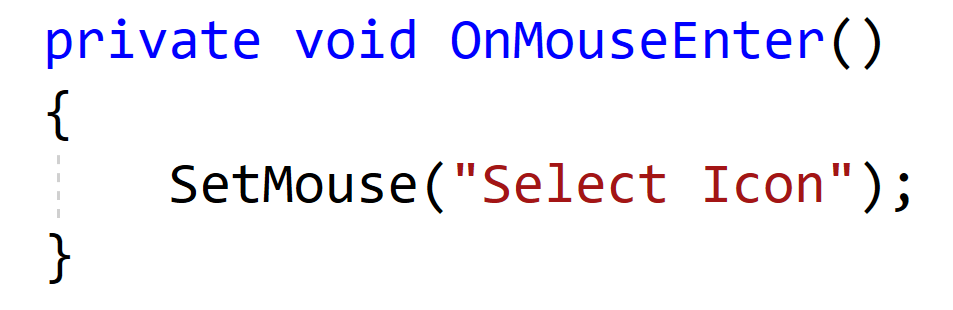 private void OnMouseEnter()
{
    SetMouse("Select Icon");
}